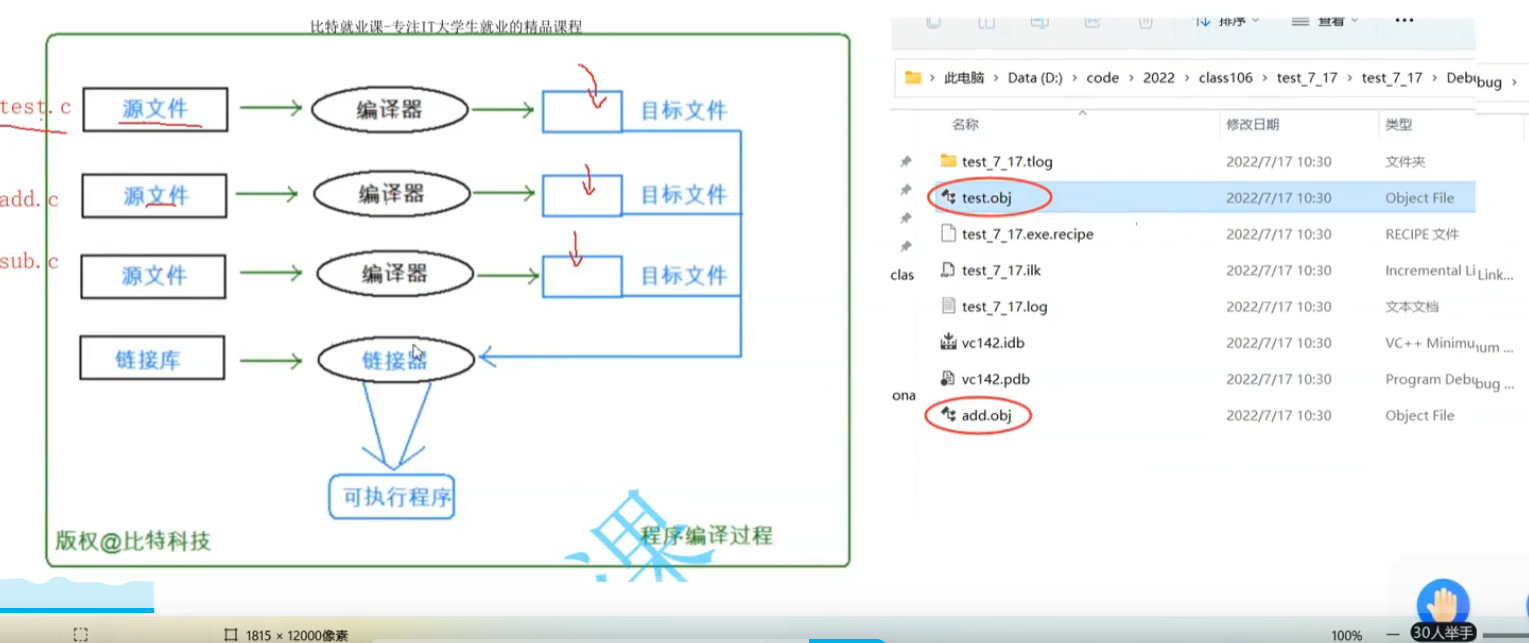 比特就业课-专注IT大学生就业的精品课程
test.c
源文件
编译器
目标文件
add.c
源文件
编译器
目标文件
sub.c
源文件
编译器
目标文件
链接库
链接器
可执行程序
版权@比特科技
程序编译过程
课
排序
查看
此电脑 > Data (D:) > code > 2022 > class106 > test_7_17 > test_7_17 > Debug >
名称 修改日期 类型
test_7_17.tlog 2022/7/17 10:30 文件夹
test.obj 2022/7/17 10:30 Object File
test_7_17.exe.recipe 2022/7/17 10:30 RECIPE 文件
clas
test_7_17.ilk 2022/7/17 10:30 Incremental Link...
test_7_17.log 2022/7/17 10:30 文本文档
vc142.idb 2022/7/17 10:30 VC++ Minimum ...
vc142.pdb 2022/7/17 10:30 Program Debug ...
ona
add.obj 2022/7/17 10:30 Object File
1815 × 12000像素
100%
30人举手